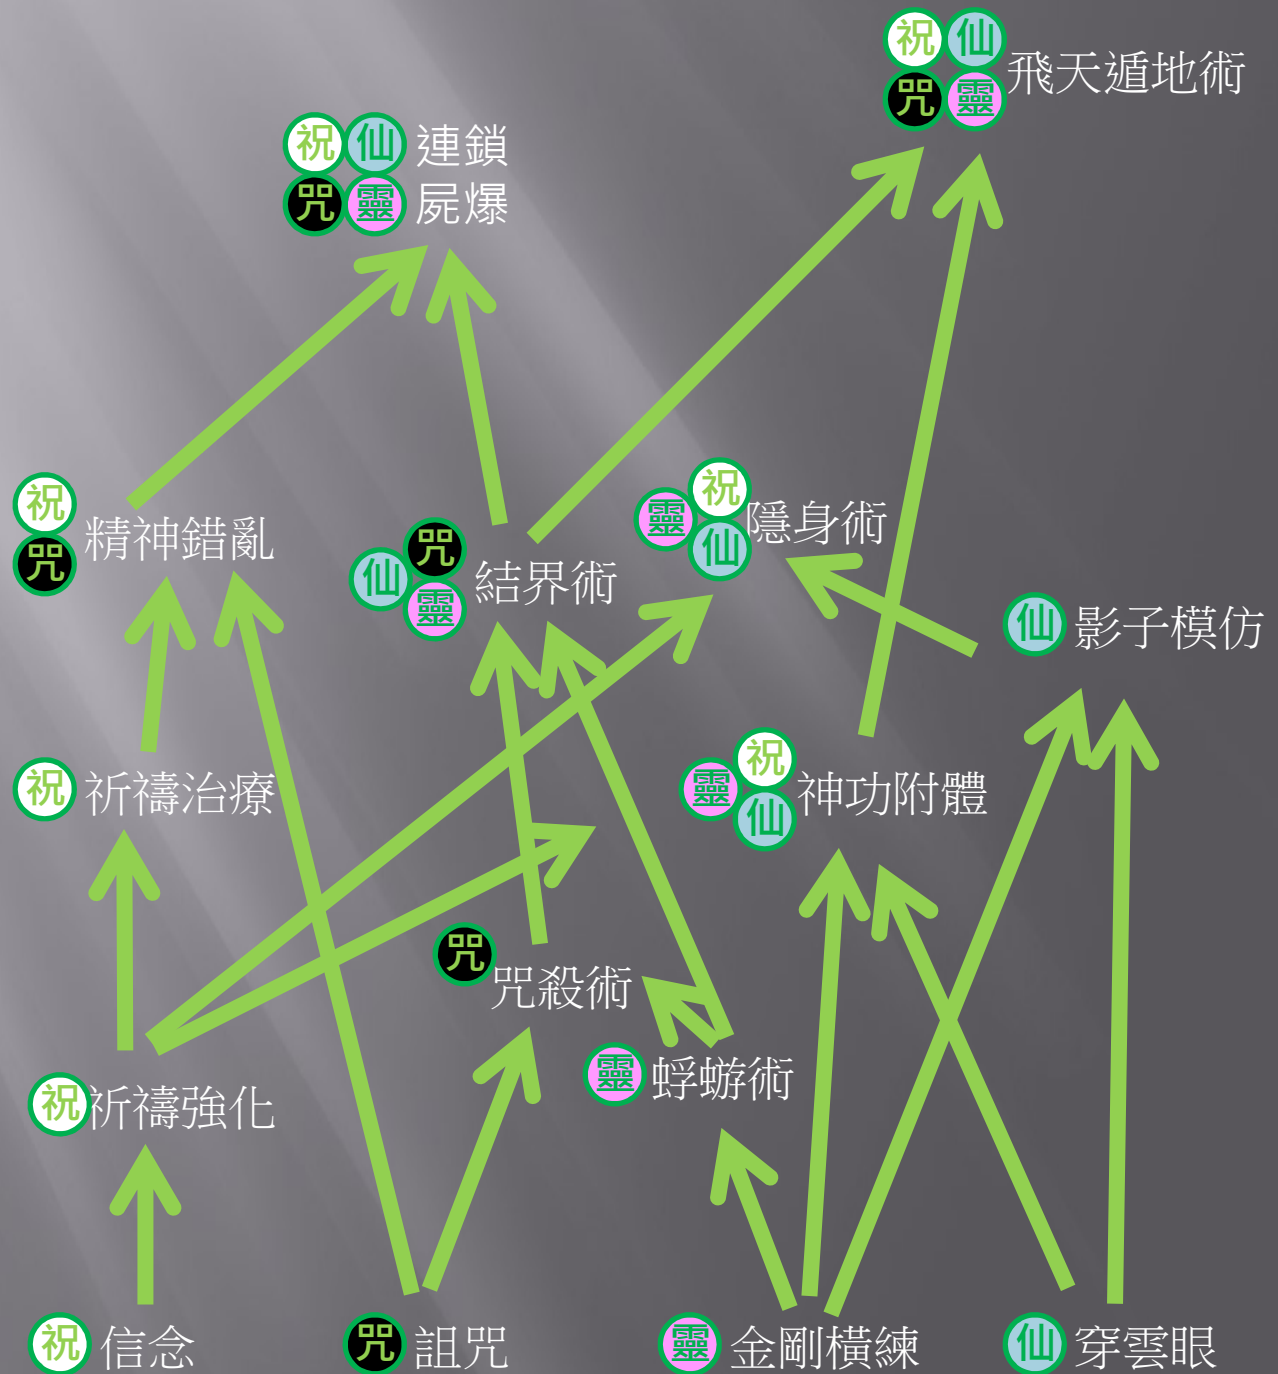 祝 仙
咒 靈
飛天遁地術
祝 仙
咒 靈
連鎖
屍爆
祝
咒
精神錯亂
咒
仙
靈
結界術
祝
靈
仙
隱身術
仙 影子模仿
祝 祈禱治療
祝
靈
仙
神功附體
咒
咒殺術
靈 蜉蝣術
祝 祈禱強化
祝 信念
咒 詛咒
靈 金剛橫練
仙 穿雲眼